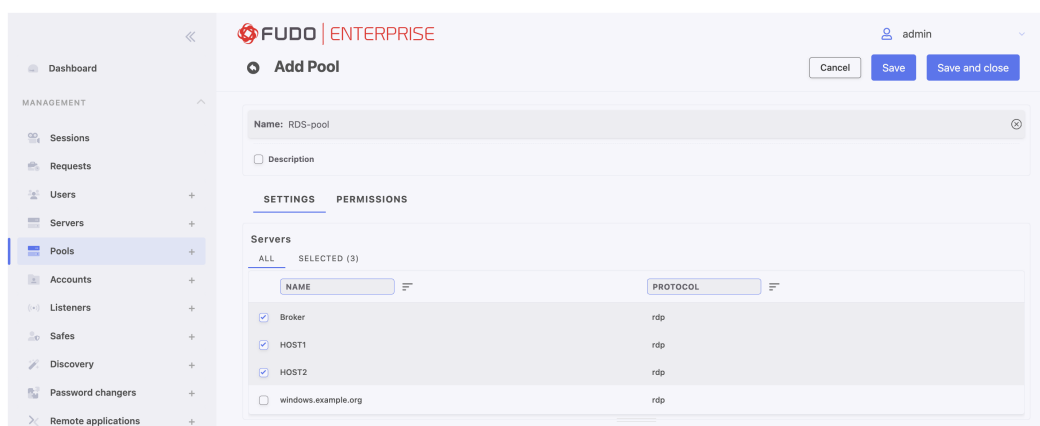 FUDO ENTERPRISE
admin
Dashboard
Add Pool
Cancel
Save
Save and close
MANAGEMENT
Name: RDS-pool
Sessions
Description
Requests
Users +
SETTINGS PERMISSIONS
Servers +
Servers
Pools +
ALL SELECTED (3)
Accounts +
NAME PROTOCOL
Listeners +
Broker rdp
Safes +
HOST1 rdp
Discovery +
HOST2 rdp
Password changers +
windows.example.org rdp
Remote applications +